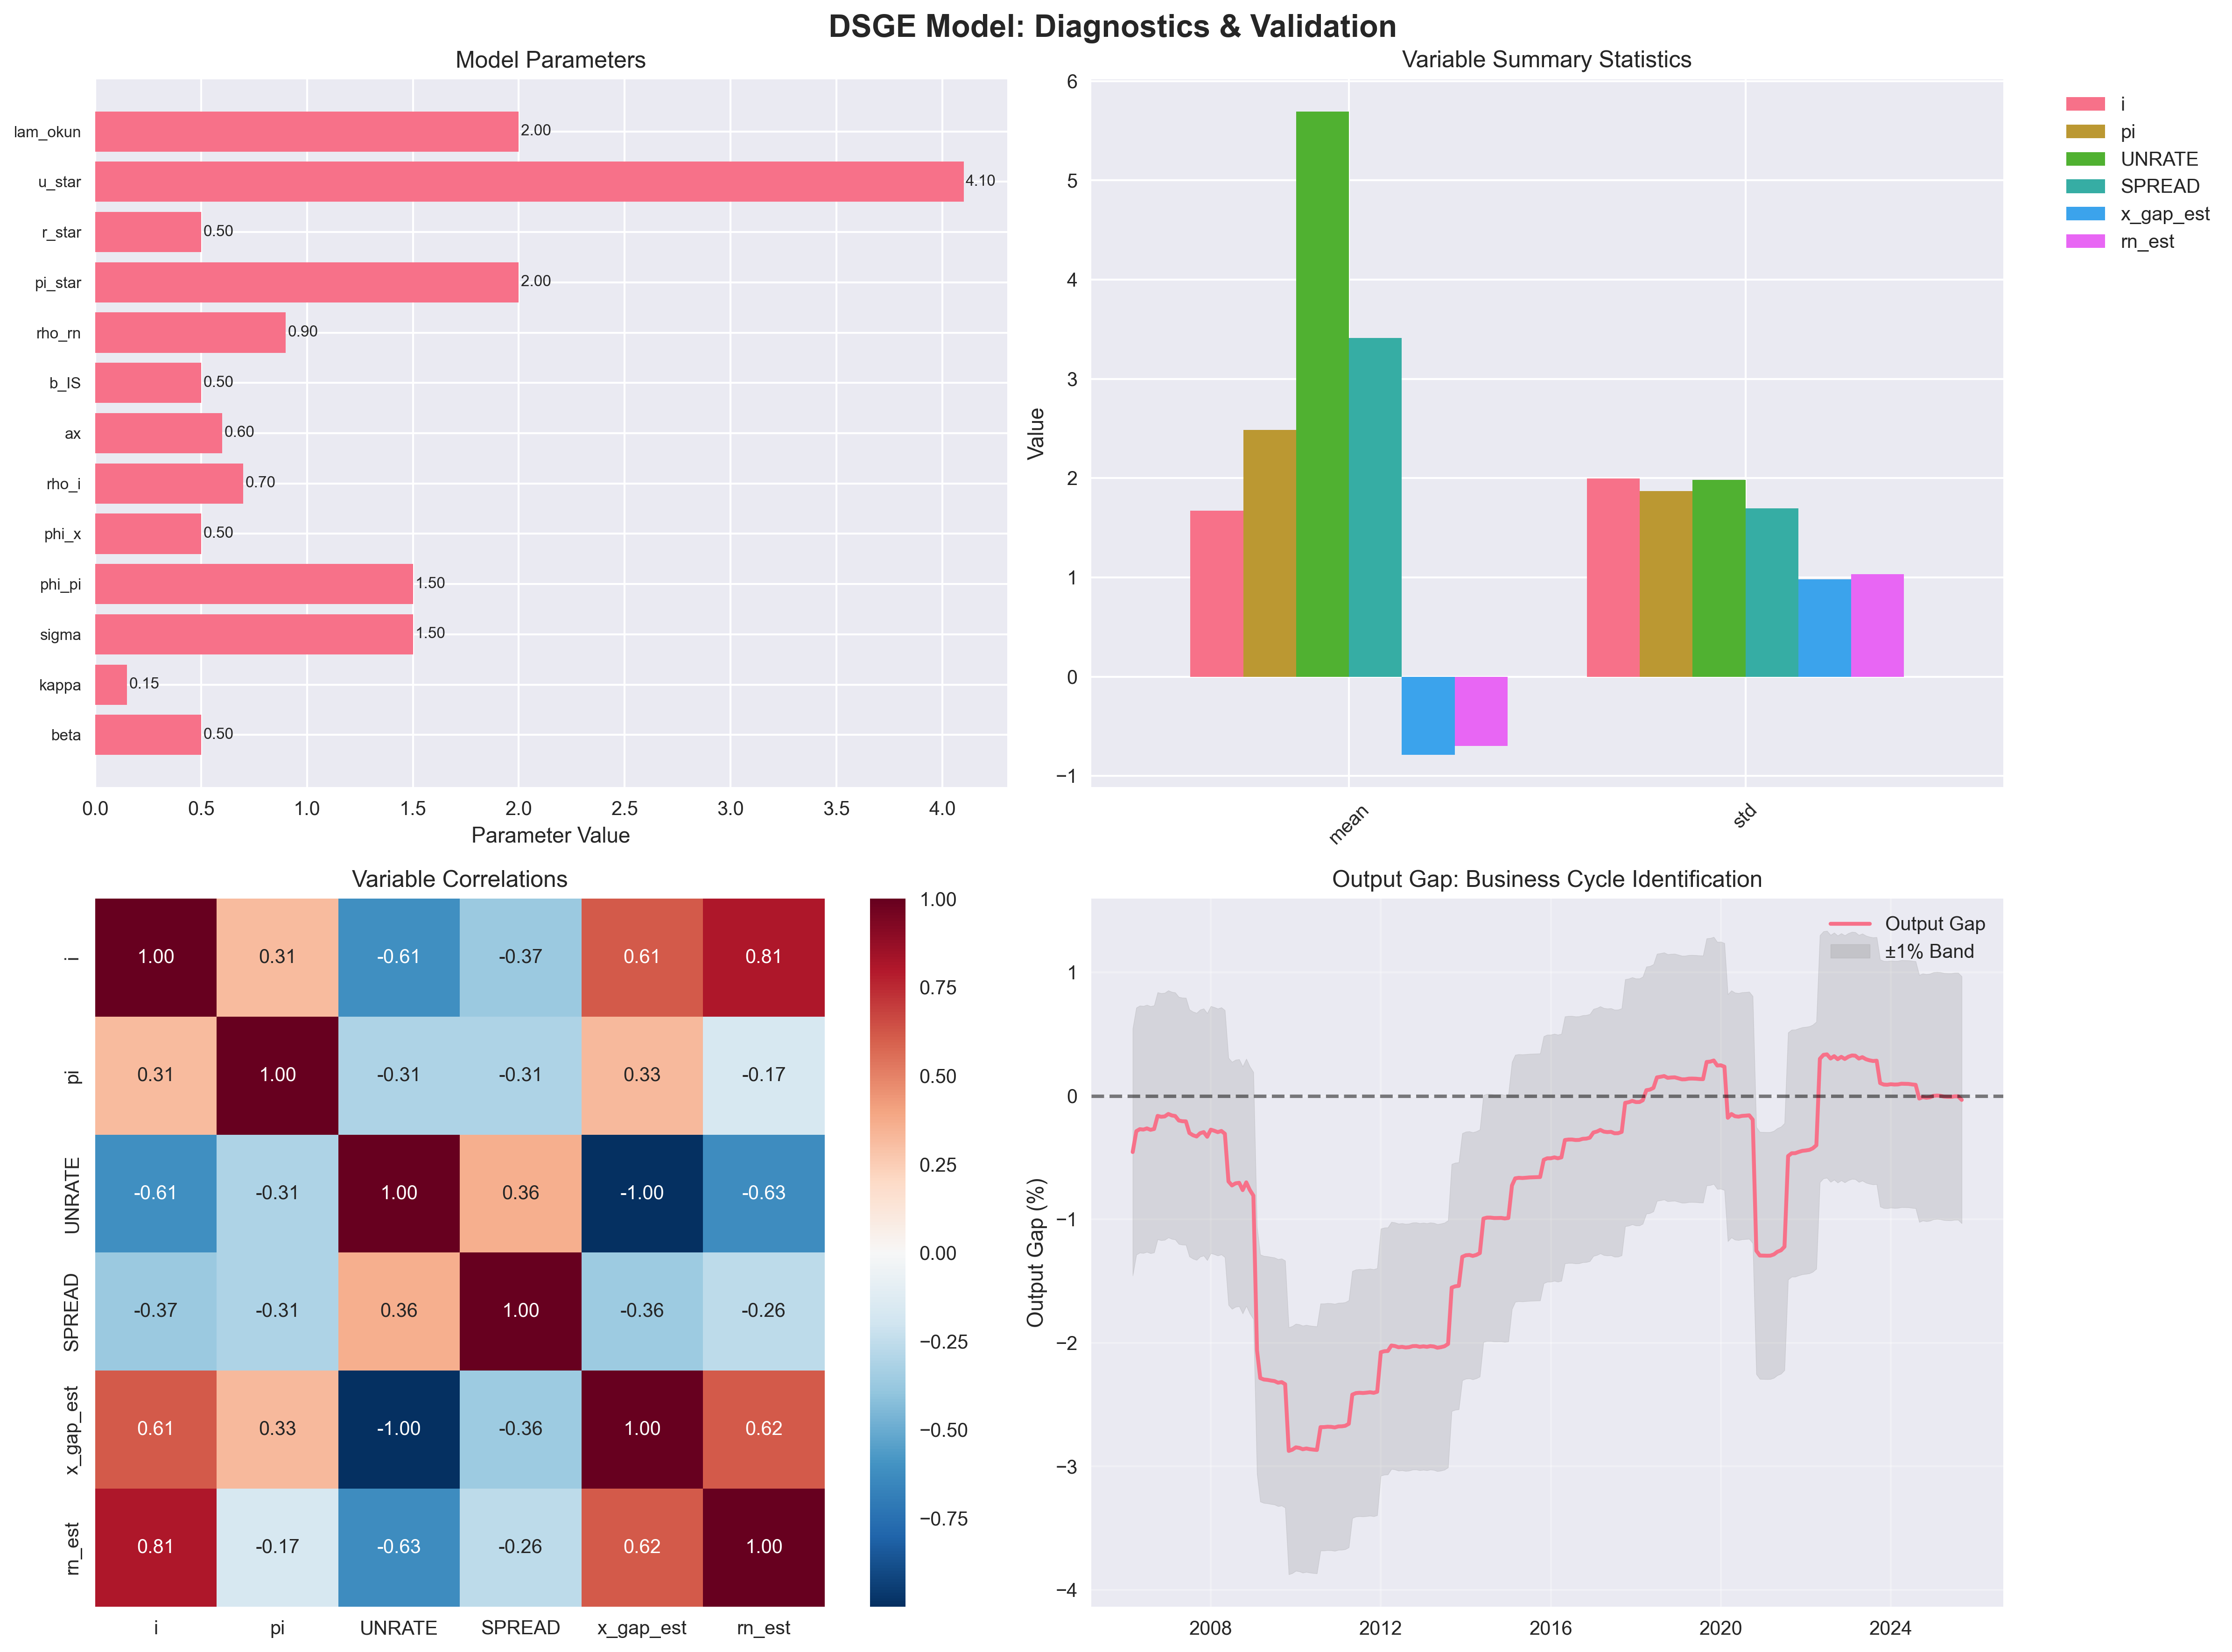 DSGE Model: Diagnostics & Validation
Model Parameters
lam_okun
2.00
u_star
4.10
r_star
0.50
pi_star
2.00
rho_rn
0.90
b_IS
0.50
ax
0.60
rho_i
0.70
phi_x
0.50
phi_pi
1.50
sigma
1.50
kappa
0.15
beta
0.50
0.0 0.5 1.0 1.5 2.0 2.5 3.0 3.5 4.0
Parameter Value
Variable Summary Statistics
6
5
4
3
2
1
0
−1
Value
mean
std
i
pi
UNRATE
SPREAD
x_gap_est
rn_est
Variable Correlations
i
1.00 0.31 -0.61 -0.37 0.61 0.81
pi
0.31 1.00 -0.31 -0.31 0.33 -0.17
UNRATE
-0.61 -0.31 1.00 0.36 -1.00 -0.63
SPREAD
-0.37 -0.31 0.36 1.00 -0.36 -0.26
x_gap_est
0.61 0.33 -1.00 -0.36 1.00 0.62
rn_est
0.81 -0.17 -0.63 -0.26 0.62 1.00
i pi UNRATE SPREAD x_gap_est rn_est
1.00
0.75
0.50
0.25
0.00
−0.25
−0.50
−0.75
Output Gap: Business Cycle Identification
Output Gap
±1% Band
1
0
−1
−2
−3
−4
Output Gap (%)
2008 2012 2016 2020 2024